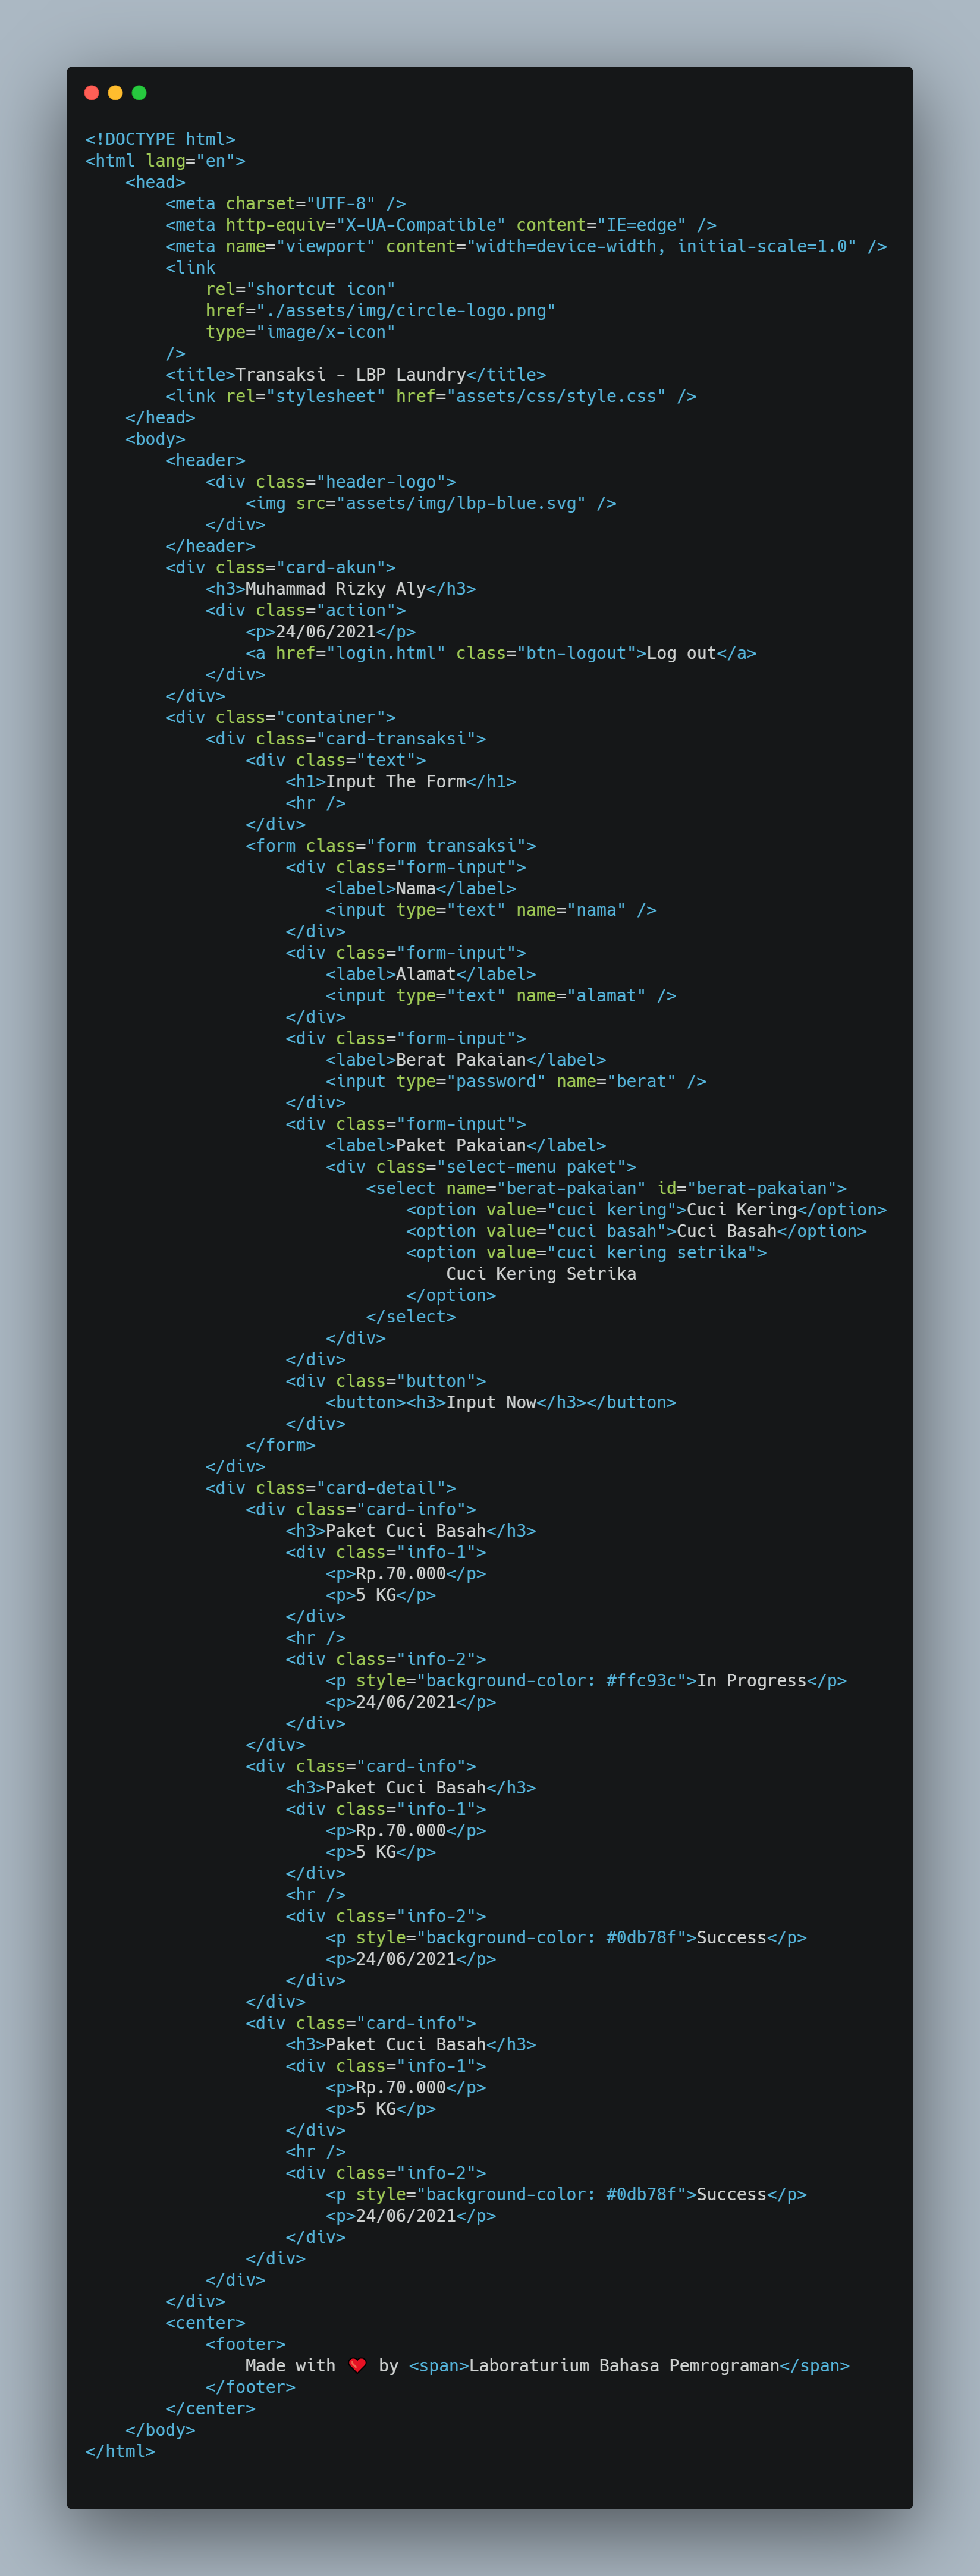 <!DOCTYPE html>
<html lang="en">
    <head>
        <meta charset="UTF-8" />
        <meta http-equiv="X-UA-Compatible" content="IE=edge" />
        <meta name="viewport" content="width=device-width, initial-scale=1.0" />
        <link
            rel="shortcut icon"
            href="./assets/img/circle-logo.png"
            type="image/x-icon"
        />
        <title>Transaksi - LBP Laundry</title>
        <link rel="stylesheet" href="assets/css/style.css" />
    </head>
    <body>
        <header>
            <div class="header-logo">
                <img src="assets/img/lbp-blue.svg" />
            </div>
        </header>
        <div class="card-akun">
            <h3>Muhammad Rizky Aly</h3>
            <div class="action">
                <p>24/06/2021</p>
                <a href="login.html" class="btn-logout">Log out</a>
            </div>
        </div>
        <div class="container">
            <div class="card-transaksi">
                <div class="text">
                    <h1>Input The Form</h1>
                    <hr />
                </div>
                <form class="form transaksi">
                    <div class="form-input">
                        <label>Nama</label>
                        <input type="text" name="nama" />
                    </div>
                    <div class="form-input">
                        <label>Alamat</label>
                        <input type="text" name="alamat" />
                    </div>
                    <div class="form-input">
                        <label>Berat Pakaian</label>
                        <input type="password" name="berat" />
                    </div>
                    <div class="form-input">
                        <label>Paket Pakaian</label>
                        <div class="select-menu paket">
                            <select name="berat-pakaian" id="berat-pakaian">
                                <option value="cuci kering">Cuci Kering</option>
                                <option value="cuci basah">Cuci Basah</option>
                                <option value="cuci kering setrika">
                                    Cuci Kering Setrika
                                </option>
                            </select>
                        </div>
                    </div>
                    <div class="button">
                        <button><h3>Input Now</h3></button>
                    </div>
                </form>
            </div>
            <div class="card-detail">
                <div class="card-info">
                    <h3>Paket Cuci Basah</h3>
                    <div class="info-1">
                        <p>Rp.70.000</p>
                        <p>5 KG</p>
                    </div>
                    <hr />
                    <div class="info-2">
                        <p style="background-color: #ffc93c">In Progress</p>
                        <p>24/06/2021</p>
                    </div>
                </div>
                <div class="card-info">
                    <h3>Paket Cuci Basah</h3>
                    <div class="info-1">
                        <p>Rp.70.000</p>
                        <p>5 KG</p>
                    </div>
                    <hr />
                    <div class="info-2">
                        <p style="background-color: #0db78f">Success</p>
                        <p>24/06/2021</p>
                    </div>
                </div>
                <div class="card-info">
                    <h3>Paket Cuci Basah</h3>
                    <div class="info-1">
                        <p>Rp.70.000</p>
                        <p>5 KG</p>
                    </div>
                    <hr />
                    <div class="info-2">
                        <p style="background-color: #0db78f">Success</p>
                        <p>24/06/2021</p>
                    </div>
                </div>
            </div>
        </div>
        <center>
            <footer>
                Made with ❤️ by <span>Laboraturium Bahasa Pemrograman</span>
            </footer>
        </center>
    </body>
</html>